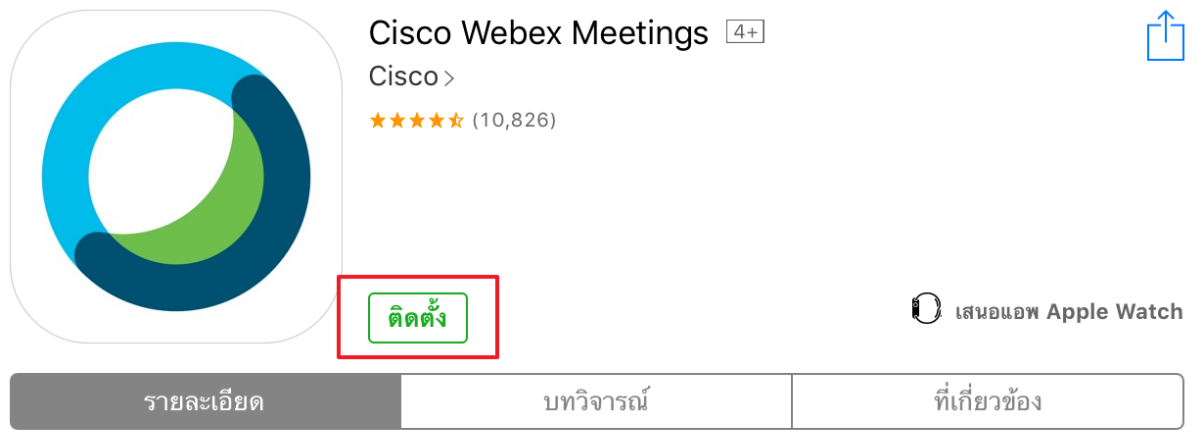 Cisco Webex Meetings 4+
Cisco >
(10,826)
ติดตั้ง
เสนอแอพ Apple Watch
รายละเอียด
บทวิจารณ์
ที่เกี่ยวข้อง